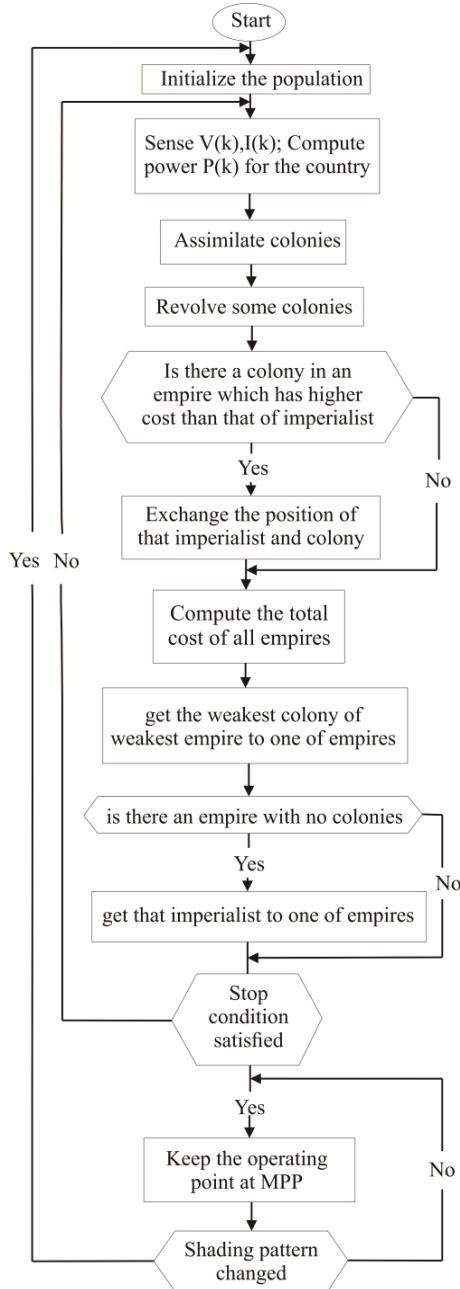 Start
Initialize the population
Sense V(k),I(k); Compute
power P(k) for the country
Assimilate colonies
Revolve some colonies
Is there a colony in an
empire which has higher
cost than that of imperialist
Yes
No
Exchange the position of
that imperialist and colony
Yes No
Compute the total
cost of all empires
get the weakest colony of
weakest empire to one of empires
is there an empire with no colonies
Yes
No
get that imperialist to one of empires
Stop
condition
satisfied
Yes
Keep the operating
point at MPP
No
Shading pattern
changed